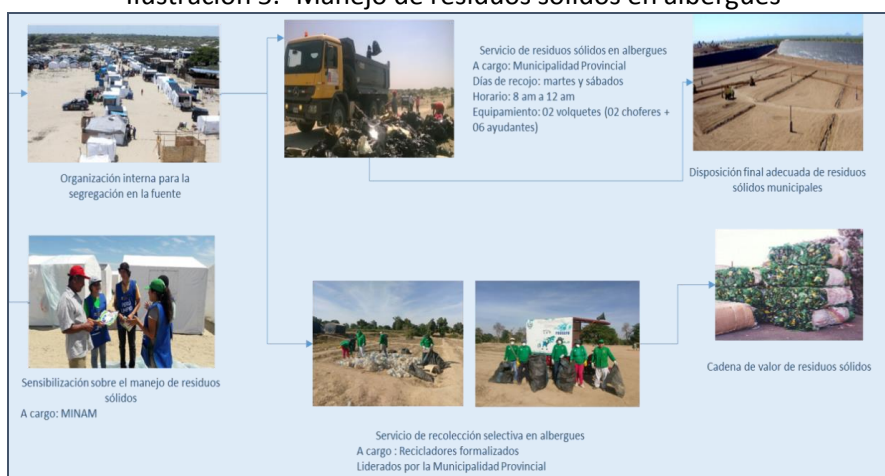 Ilustración 3.- Manejo de residuos sólidos en albergues
Servicio de residuos sólidos en albergues
A cargo: Municipalidad Provincial
Días de recojo: martes y sábados
Horario: 8 am a 12 am
Equipamiento: 02 volquetes (02 choferes +
06 ayudantes)
Organización interna para la
segregación en la fuente
Disposición final adecuada de residuos
sólidos municipales
Sensibilización sobre el manejo de residuos
sólidos
A cargo: MINAM
Servicio de recolección selectiva en albergues
A cargo : Recicladores formalizados
Liderados por la Municipalidad Provincial
Cadena de valor de residuos sólidos